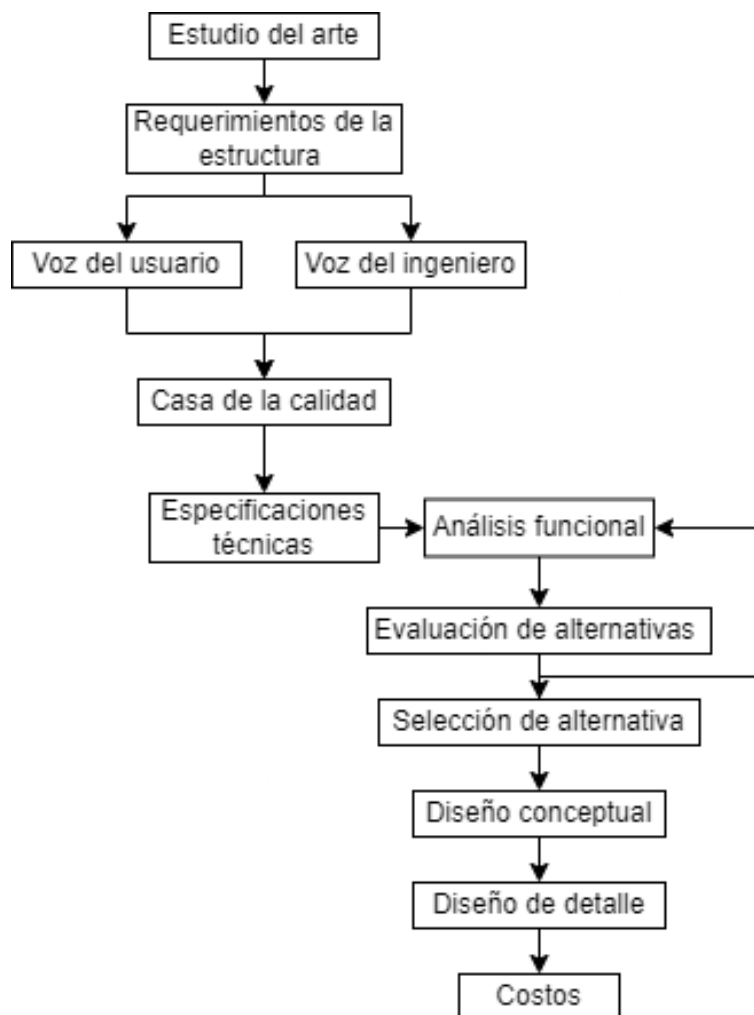 Estudio del arte
Requerimientos de la
estructura
Voz del usuario
Voz del ingeniero
Casa de la calidad
Especificaciones
técnicas
Análisis funcional
Evaluación de alternativas
Selección de alternativa
Diseño conceptual
Diseño de detalle
Costos